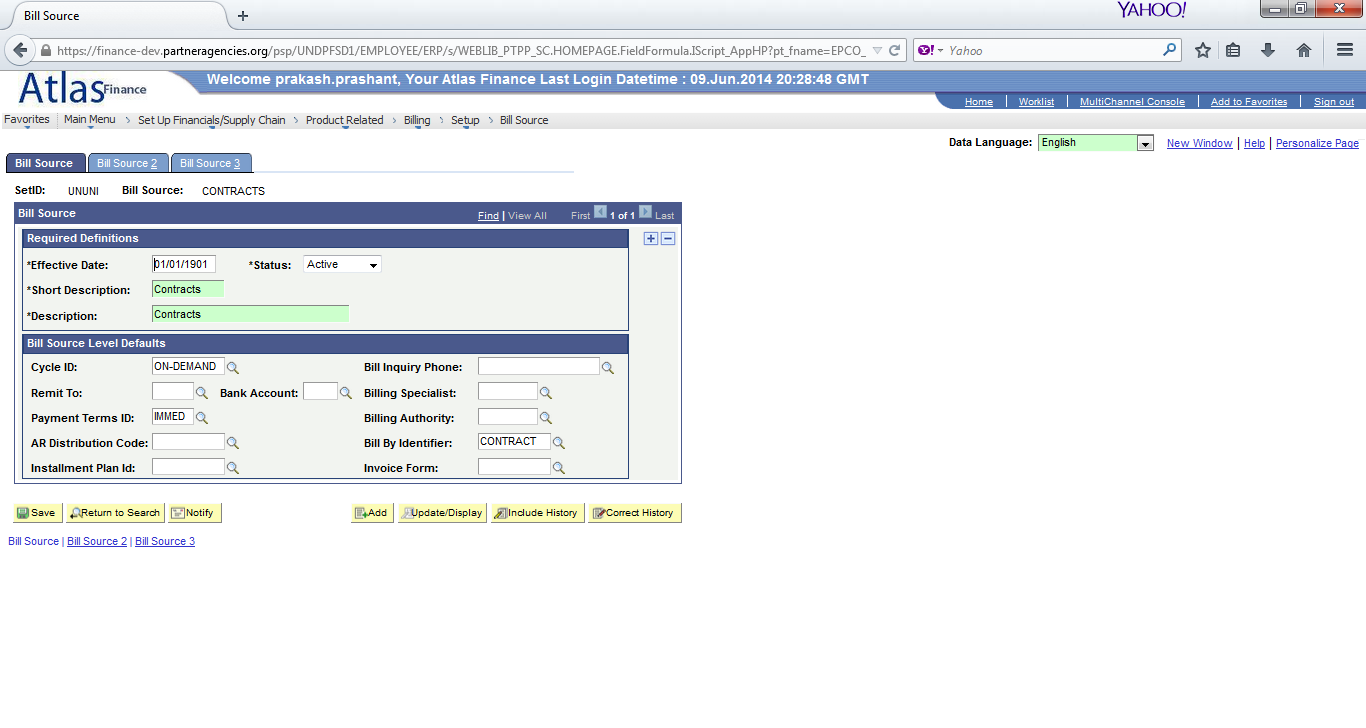 Bill Source
YAHOO!
https://finance-dev.partneragencies.org/psp/UNDPFSD1/EMPLOYEE/ERP/s/WEBLIB_PTPP_SC.HOMEPAGE.FieldFormula.IScript_AppHP?pt_fname=EPCO_
Yahoo
Atlas Finance
Welcome prakash.prashant, Your Atlas Finance Last Login Datetime : 09.Jun.2014 20:28:48 GMT
Home | Worklist | MultiChannel Console | Add to Favorites | Sign out
Favorites Main Menu > Set Up Financials/Supply Chain > Product Related > Billing > Setup > Bill Source
Data Language: English New Window | Help | Personalize Page
Bill Source Bill Source 2 Bill Source 3
SetID: UNUNI Bill Source: CONTRACTS
Bill Source Find | View All First 1 of 1 Last
Required Definitions
*Effective Date: 01/01/1901 *Status: Active
*Short Description: Contracts
*Description: Contracts
Bill Source Level Defaults
Cycle ID: ON-DEMAND Bill Inquiry Phone:
Remit To: Bank Account: Billing Specialist:
Payment Terms ID: IMMED Billing Authority:
AR Distribution Code: Bill By Identifier: CONTRACT
Installment Plan Id: Invoice Form:
Save Return to Search Notify Add Update/Display Include History Correct History
Bill Source | Bill Source 2 | Bill Source 3